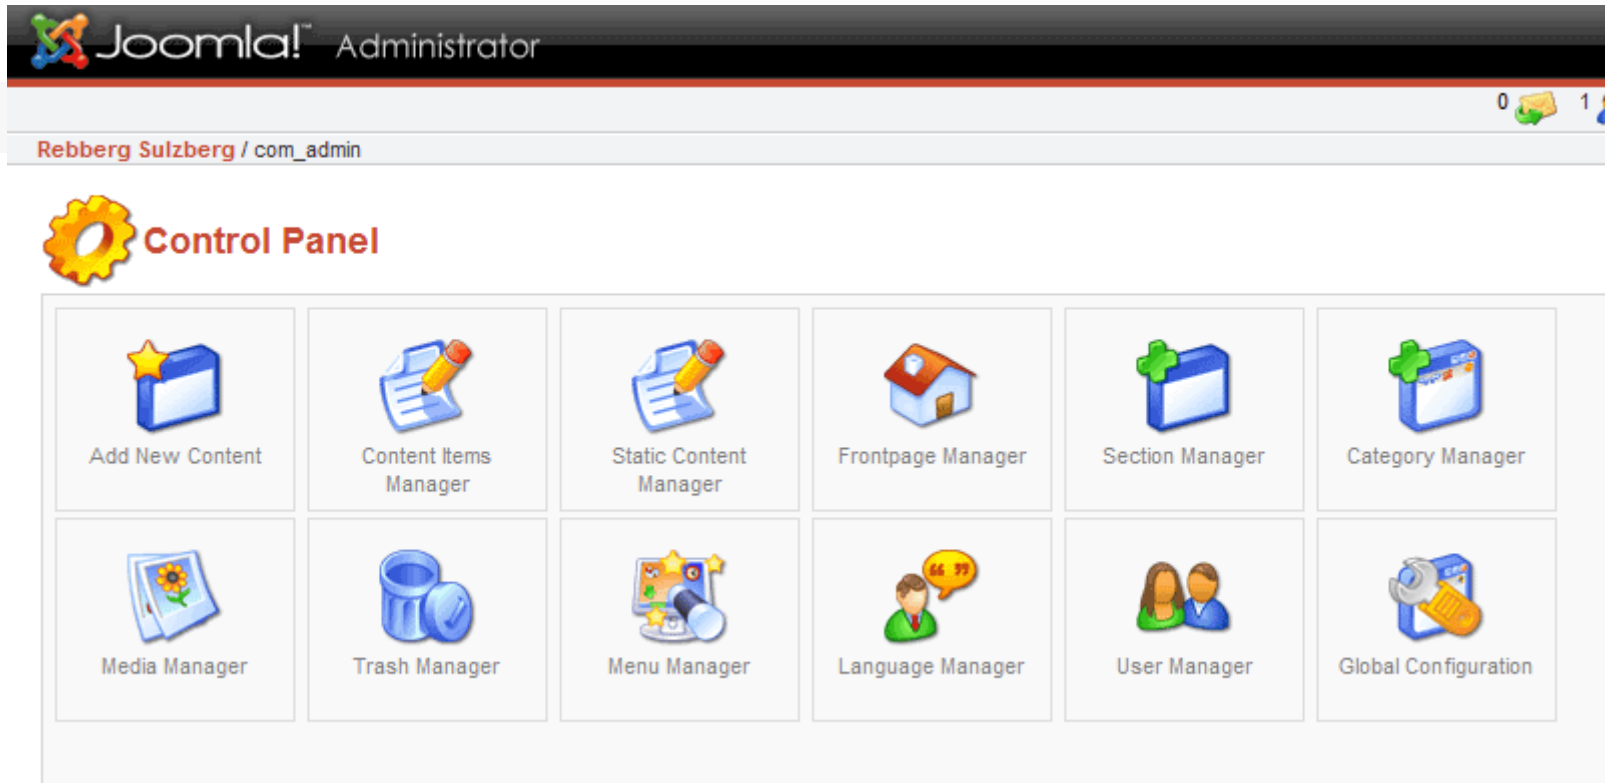 Joomla!™ Administrator
0 1
Rebberg Sulzberg / com_admin
Control Panel
Add New Content
Content Items
Manager
Static Content
Manager
Frontpage Manager
Section Manager
Category Manager
Media Manager
Trash Manager
Menu Manager
Language Manager
User Manager
Global Configuration